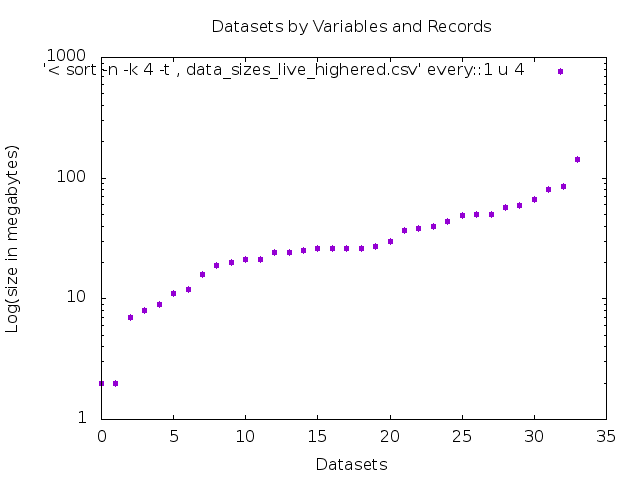 Datasets by Variables and Records
1000
'< sort -n -k 4 -t , data_sizes_live_highered.csv' every::1 u 4
100
10
1
Log(size in megabytes)
0 5 10 15 20 25 30 35
Datasets